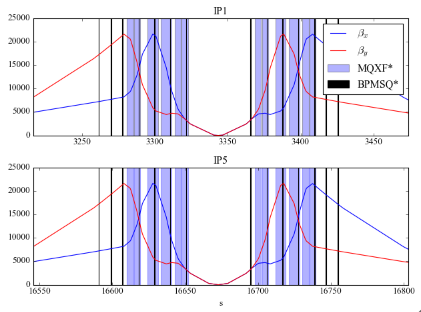 IP1
25000
20000
15000
10000
5000
0
β_x
β_y
MQXF*
BPMSQ*
3250 3300 3350 3400 3450
IP5
25000
20000
15000
10000
5000
0
16550 16600 16650 16700 16750 16800
s